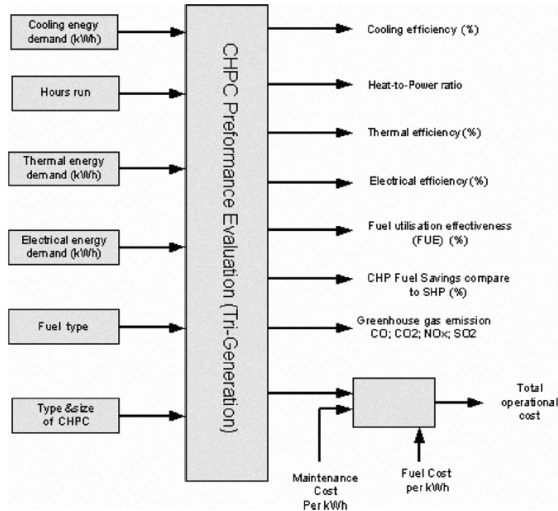 Cooling enegy
demand (kWh)
Hours run
Thermal energy
demand (kWh)
Electrical energy
demand (kWh)
Fuel type
Type &size
of CHPC
CHPC Preformance Evaluation (Tri-Generation)
Cooling efficiency (%)
Heat-to-Power ratio
Thermal efficiency (%)
Electrical efficiency (%)
Fuel utilisation effectiveness
(FUE) (%)
CHP Fuel Savings compare
to SHP (%)
Greenhouse gas emission
CO; CO2; NOx; SO2
Total
operational
cost
Maintenance
Cost
Per kWh
Fuel Cost
per kWh